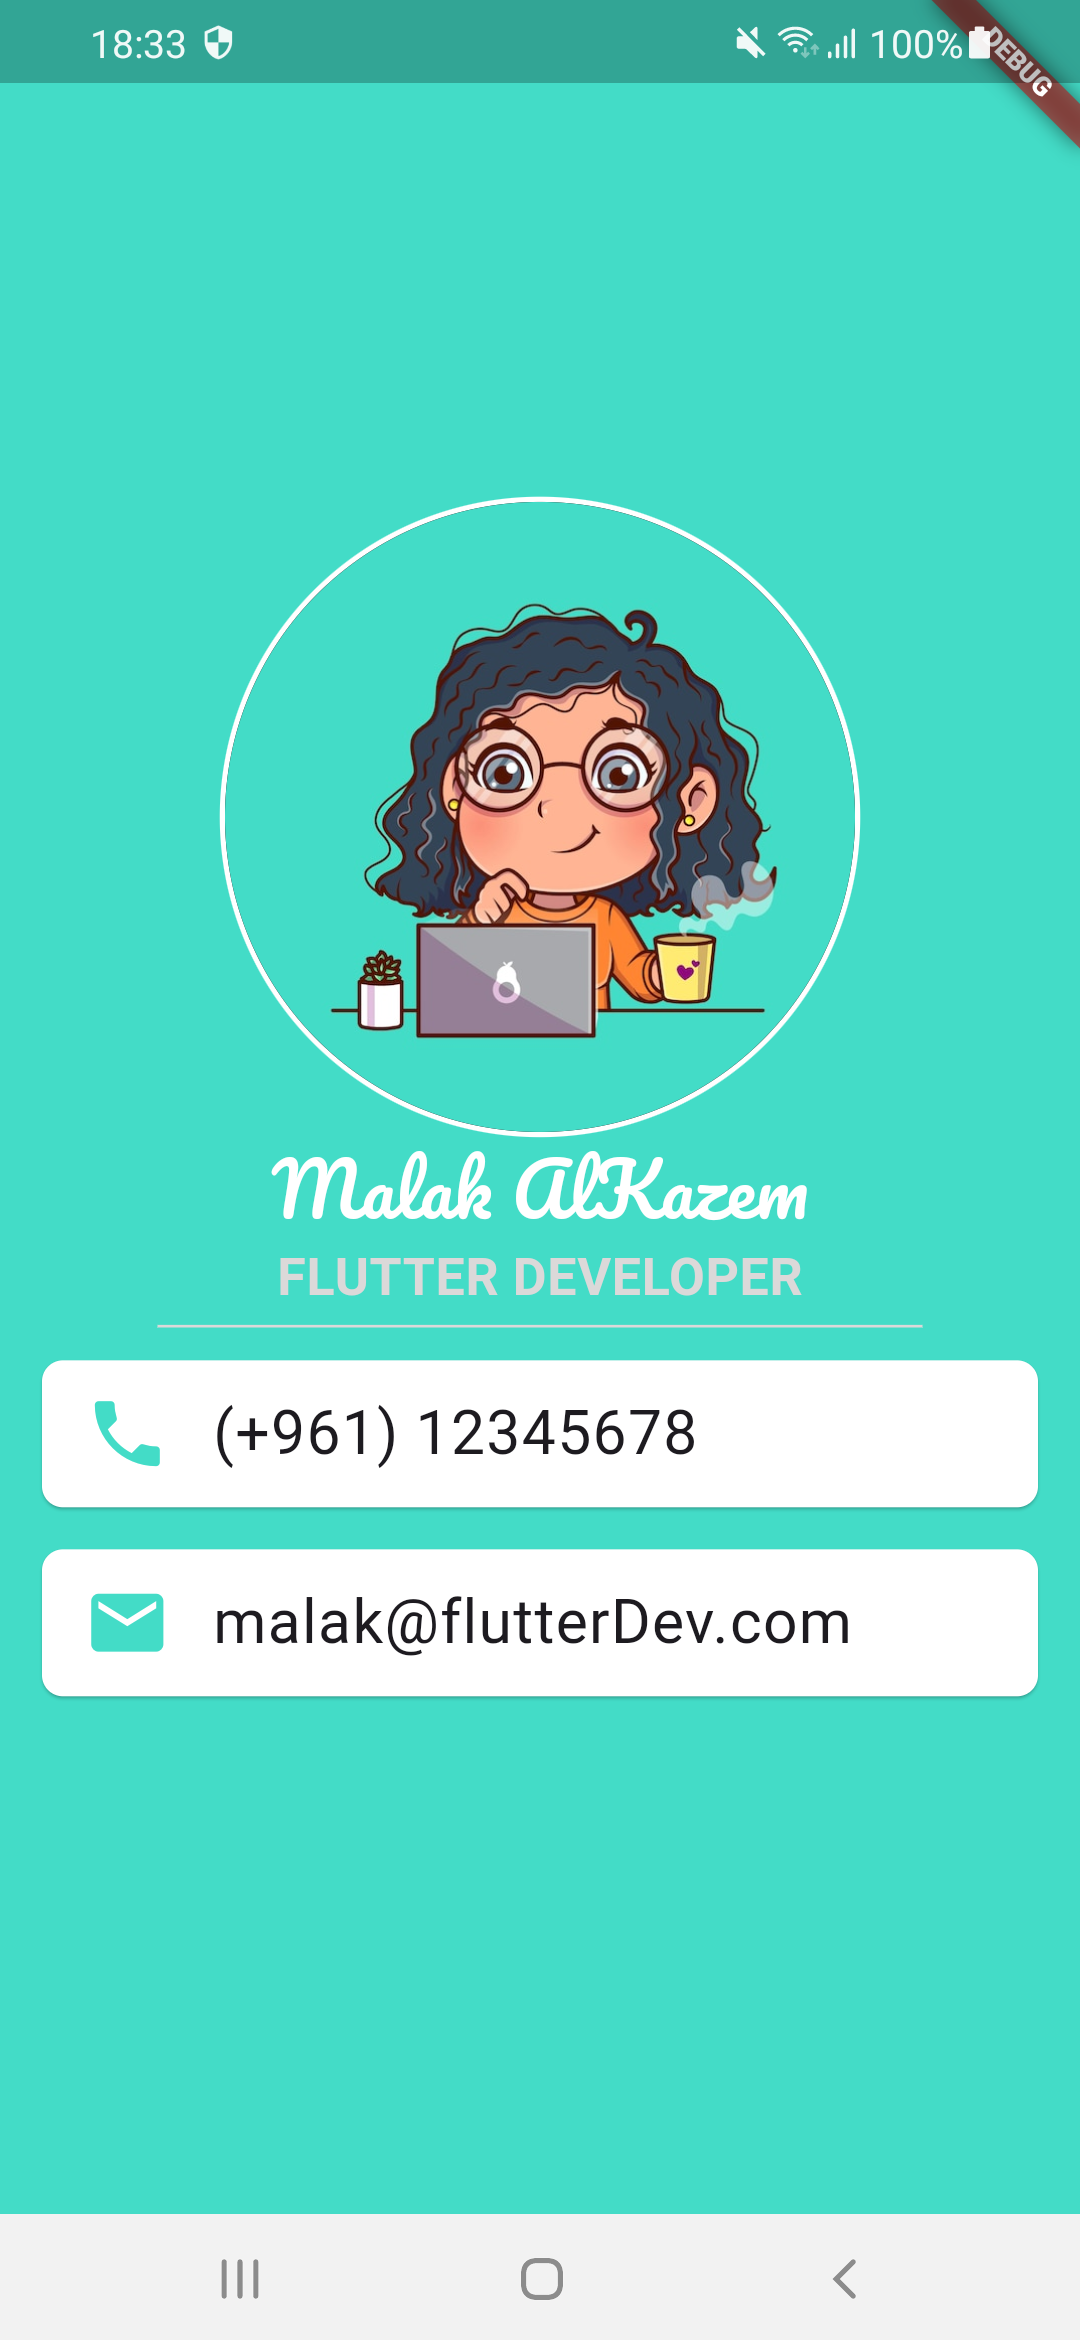 18:33 100%
DEBUG
Malak AlKazem
FLUTTER DEVELOPER
(+961) 12345678
malak@flutterDev.com